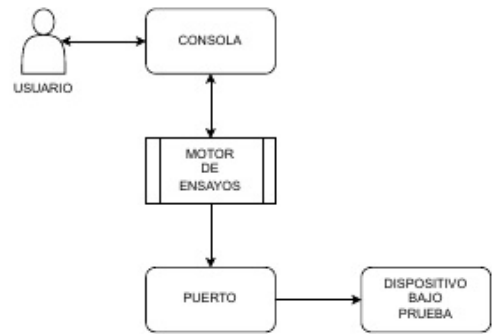 CONSOLA
USUARIO
MOTOR
DE
ENSAYOS
PUERTO
DISPOSITIVO
BAJO
PRUEBA